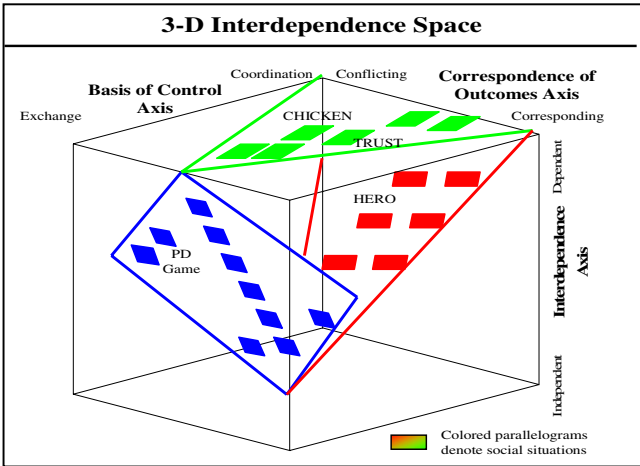 3-D Interdependence Space
Coordination
Conflicting
Correspondence of
Outcomes Axis
Basis of Control
Axis
Exchange
CHICKEN
Corresponding
TRUST
Dependent
HERO
PD
Game
Interdependence
Axis
Independent
Colored parallelograms
denote social situations